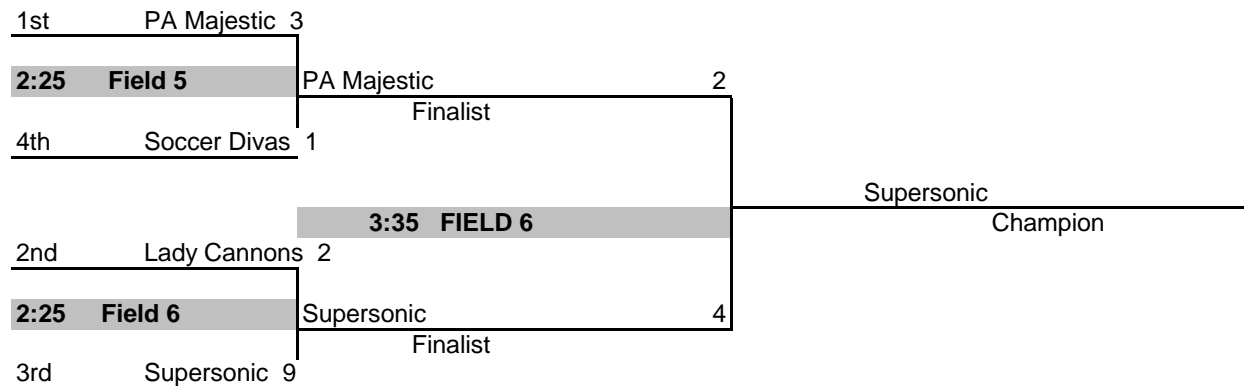 1st PA Majestic 3
2:25 Field 5 PA Majestic 2
Finalist
4th Soccer Divas 1
Supersonic
3:35 FIELD 6 Champion
2nd Lady Cannons 2
2:25 Field 6 Supersonic 4
Finalist
3rd Supersonic 9